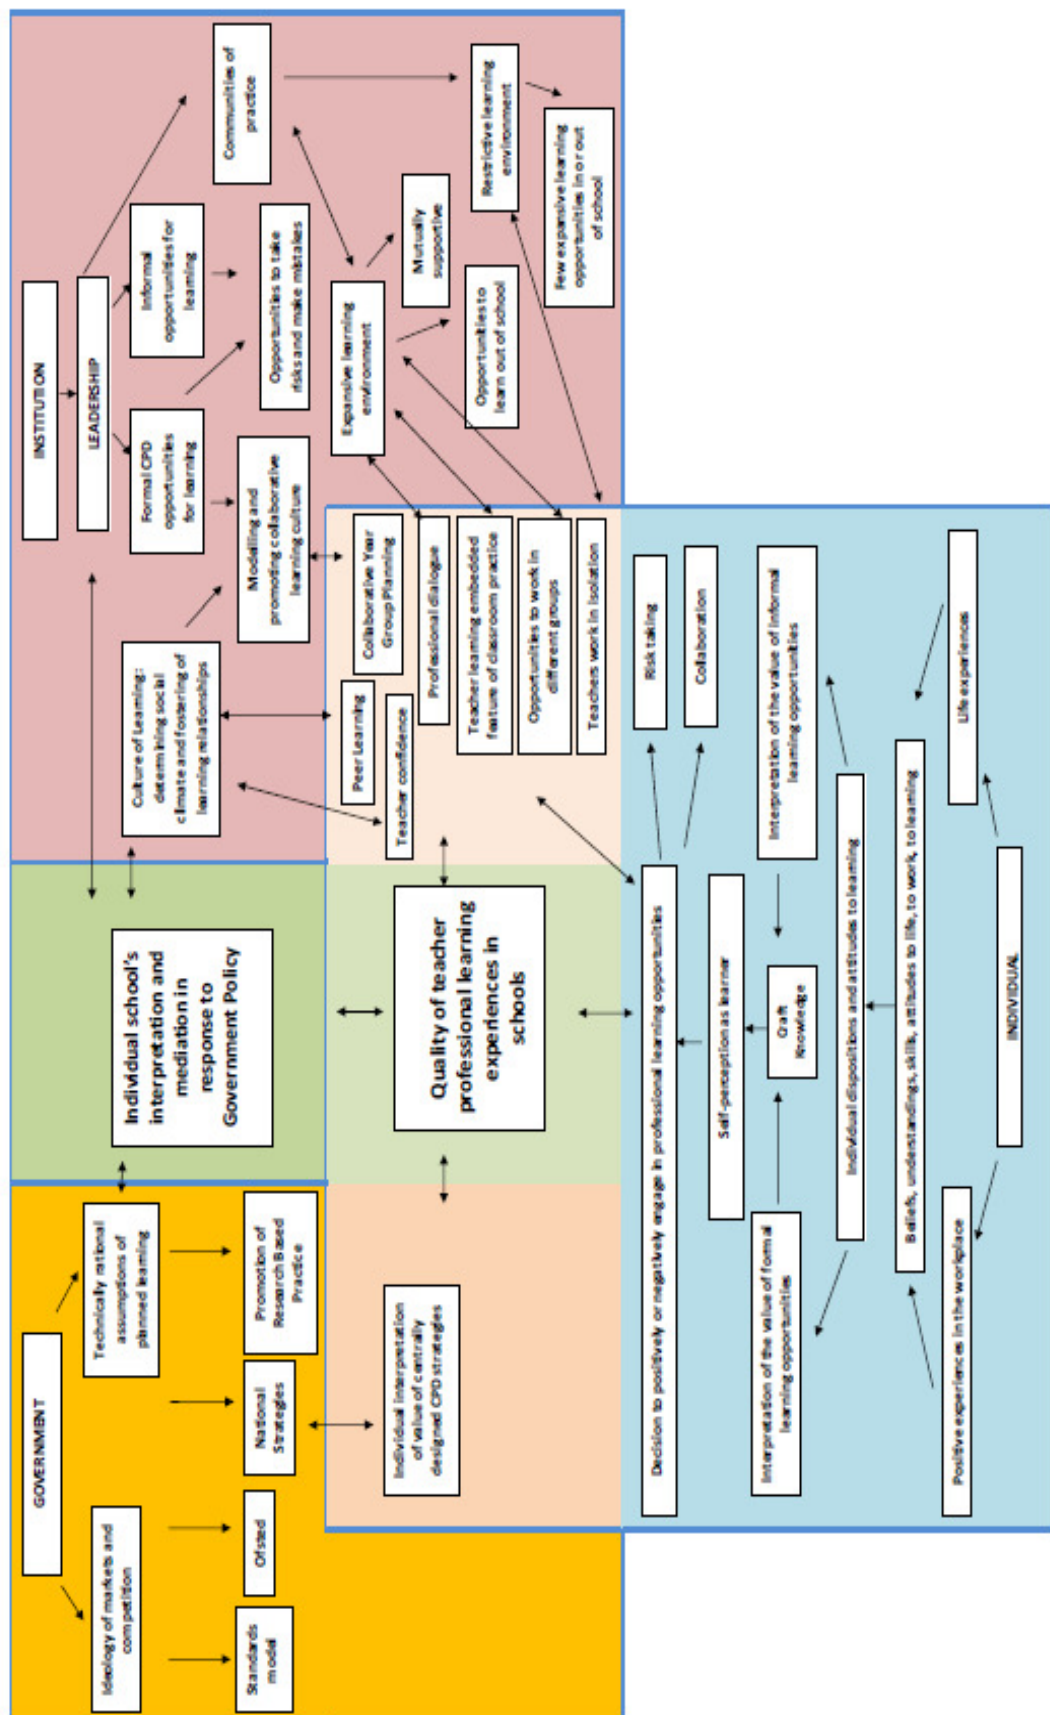 GOVERNMENT
Ideology of markets and
competition
Technically rational
assumptions of
planned learning
Standards
model
Ofsted
National
Strategies
Promotion of
Research Based
Practice
Individual school's
interpretation and
mediation in
response to
Government Policy
INSTITUTION
LEADERSHIP
Formal CPD
opportunities
for learning
Informal
opportunities for
learning
Communities of
practice
Culture of Learning:
determining social
climate and fostering of
learning relationships
Modelling and
promoting collaborative
learning culture
Opportunities to take
risks and make mistakes
Expansive learning
environment
Mutually
supportive
Opportunities to
learn out of school
Restrictive learning
environment
Few expansive learning
opportunities in or out
of school
Individual interpretation
of value of centrally
designed CPD strategies
Quality of teacher
professional learning
experiences in
schools
Peer Learning
Collaborative Year
Group Planning
Teacher confidence
Professional dialogue
Teacher learning embedded
feature of classroom practice
Opportunities to work in
different groups
Teachers work in isolation
Decision to positively or negatively engage in professional learning opportunities
Risk taking
Collaboration
Self-perception as learner
Interpretation of the value of formal
learning opportunities
Craft
Knowledge
Interpretation of the value of informal
learning opportunities
Individual dispositions and attitudes to learning
Beliefs, understandings, skills, attitudes to life, to work, to learning
Positive experiences in the workplace
Life experiences
INDIVIDUAL